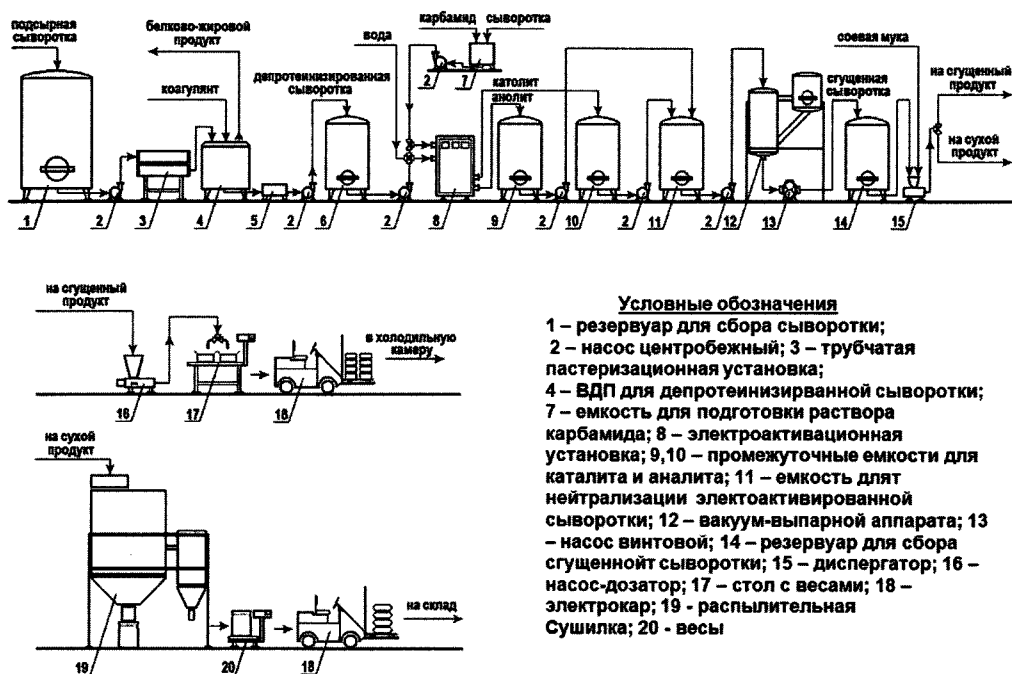 подсырная
сыворотка
белково-жировой
продукт
коагулянт
депротеинизированная
сыворотка
вода
карбамид
сыворотка
2
7
католит
анолит
соевая мука
сгущенная
сыворотка
на сгущенный
продукт
на сухой
продукт
1
2
3
4
5
2
6
2
8
9
2
10
2
11
2
12
13
14
15
на сгущенный
продукт
в холодильную
камеру
16
17
18
на сухой
продукт
на склад
19
20
18
Условные обозначения
1 – резервуар для сбора сыворотки;
2 – насос центробежный; 3 – трубчатая
пастеризационная установка;
4 – ВДП для депротеинизирванной сыворотки;
7 – емкость для подготовки раствора
карбамида; 8 – электроактивационная
установка; 9,10 – промежуточные емкости для
каталита и аналита; 11 – емкость длят
нейтрализации электоактивированной
сыворотки; 12 – вакуум-выпарной аппарата; 13
– насос винтовой; 14 – резервуар для сбора
сгущеннойт сыворотки; 15 – диспергатор; 16 –
насос-дозатор; 17 – стол с весами; 18 –
электрокар; 19 - распылительная
Сушилка; 20 - весы